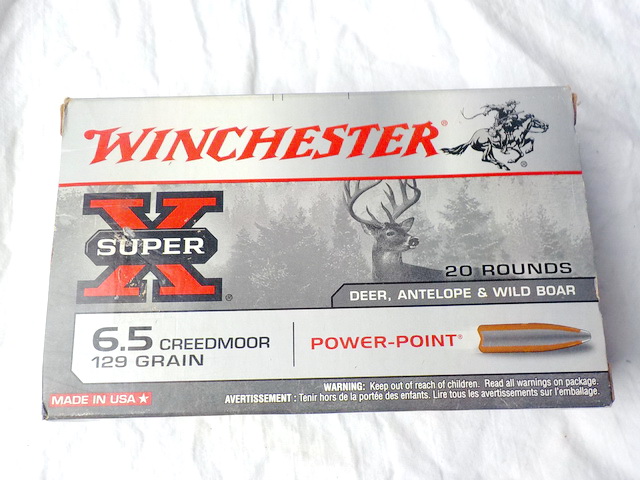 WINCHESTER®
SUPER X®
20 ROUNDS
DEER, ANTELOPE & WILD BOAR
6.5 CREEDMOOR
129 GRAIN
POWER-POINT®
WARNING: Keep out of reach of children. Read all warnings on package.
MADE IN USA★
AVERTISSEMENT : Tenir hors de la portée des enfants. Lire tous les avertissements sur l'emballage.